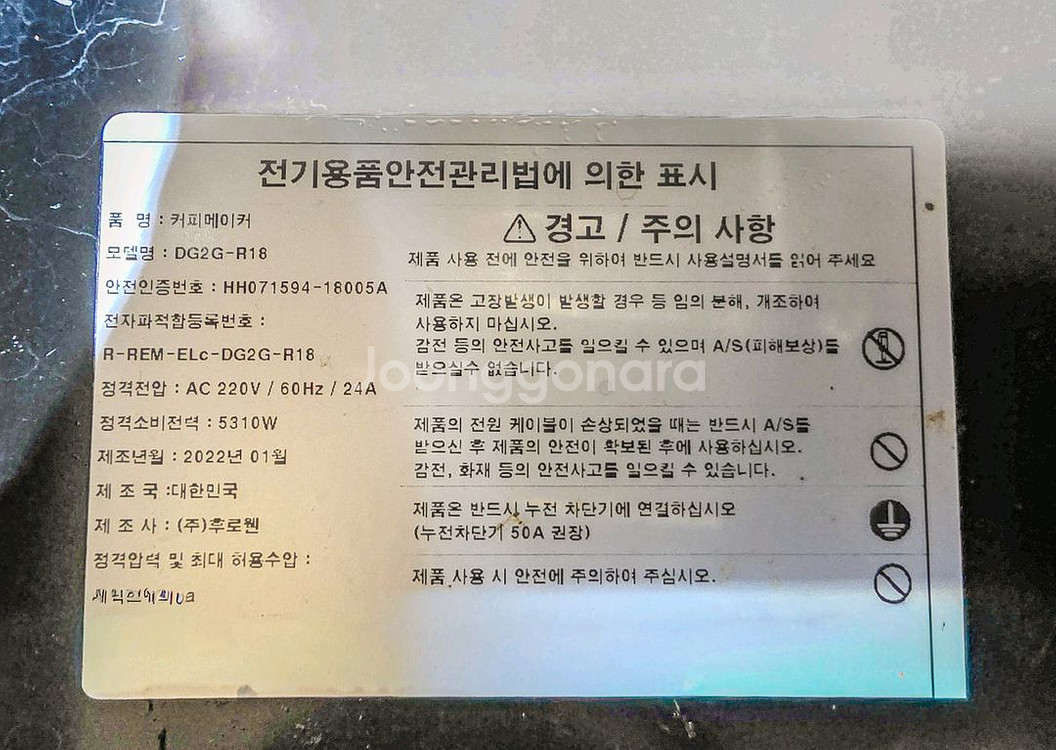 전기용품안전관리법에 의한 표시
품 명 : 커피메이커
모델명 : DG2G-R18
안전인증번호 : HH071594-18005A
전자파적합등록번호 :
R-REM-ELc-DG2G-R18
정격전압 : AC 220V / 60Hz / 24A
정격소비전력 : 5310W
제조년월 : 2022년 01월
제 조 국 :대한민국
제 조 사 : (주)후로웬
정격압력 및 최대 허용수압 :
경고 / 주의 사항
제품 사용 전에 안전을 위하여 반드시 사용설명서를 읽어 주세요
제품은 고장발생이 발생할 경우 등 임의 분해, 개조하여
사용하지 마십시오.
감전 등의 안전사고를 일으킬 수 있으며 A/S(피해보상)를
받으실수 없습니다.
제품의 전원 케이블이 손상되었을 때는 반드시 A/S를
받으신 후 제품의 안전이 확보된 후에 사용하십시오.
감전, 화재 등의 안전사고를 일으킬 수 있습니다.
제품은 반드시 누전 차단기에 연결하십시오
(누전차단기 50A 권장)
제품 사용 시 안전에 주의하여 주십시오.
Joonggonara